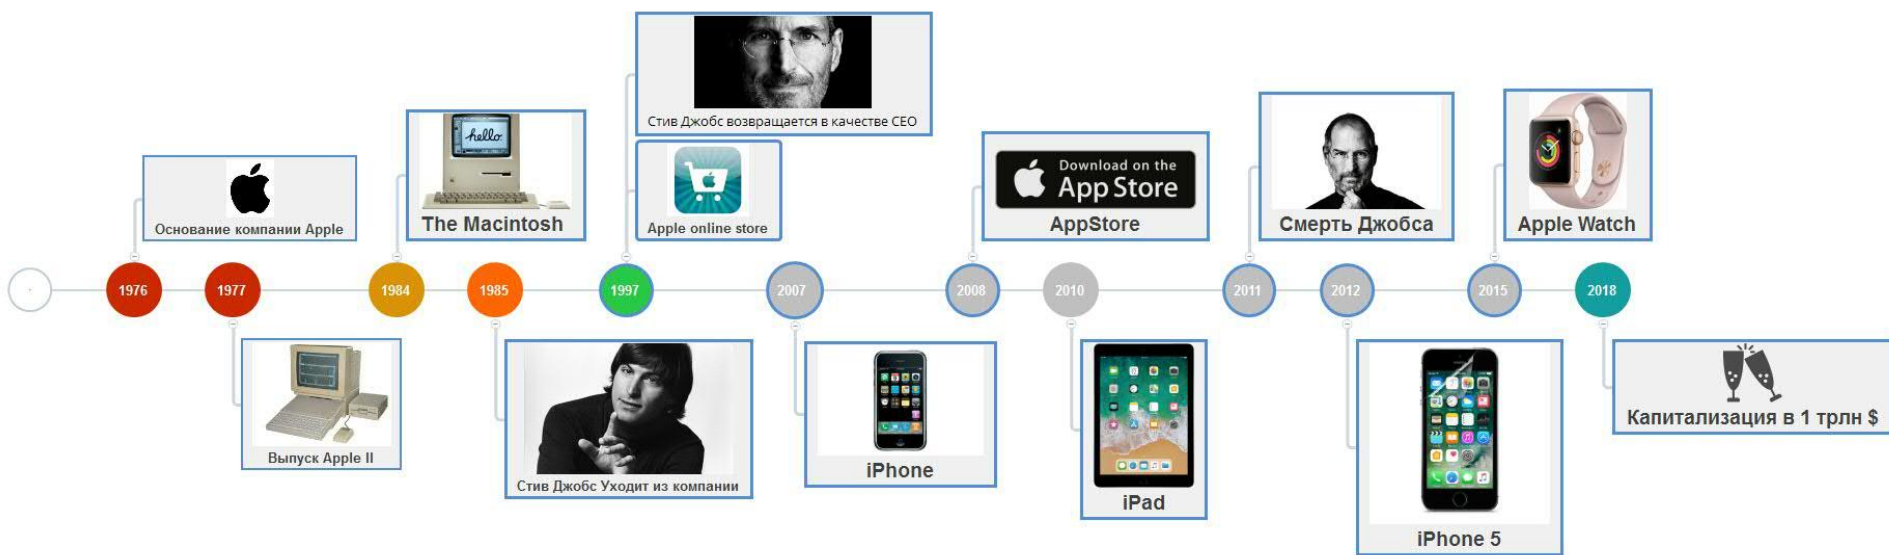 Стив Джобс возвращается в качестве CEO
hello.
Download on the
App Store
Основание компании Apple
The Macintosh
Apple online store
AppStore
Смерть Джобса
Apple Watch
1976
1977
1984
1985
1997
2007
2008
2010
2011
2012
2015
2018
Выпуск Apple II
Стив Джобс Уходит из компании
iPhone
iPad
iPhone 5
Капитализация в 1 трлн $